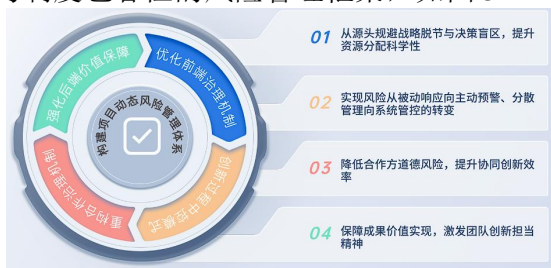 01 从源头规避战略脱节与决策盲区，提升
资源分配科学性
02 实现风险从被动响应向主动预警、分散
管理向系统管控的转变
03 降低合作方道德风险，提升协同创新效
率
04 保障成果价值实现，激发团队创新担当
精神
构建项目动态风险管理体系
优化前端治理机制
创新过程中控模式
重构合作治理机制
强化后端价值保障